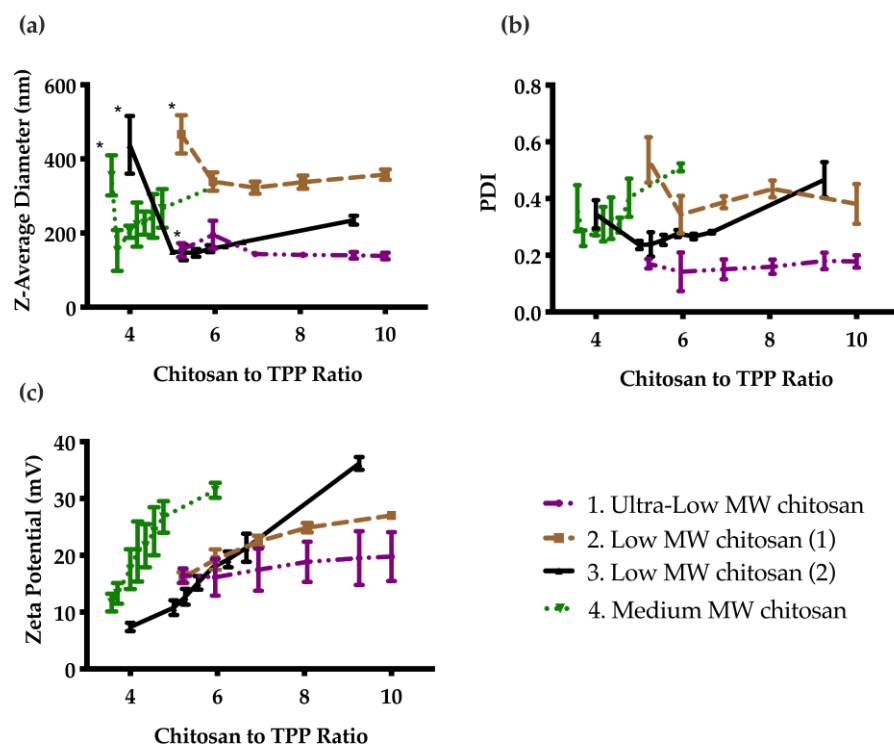 (a)
Z-Average Diameter (nm)
600
400
200
0
*
*
*
*
4
6
8
10
Chitosan to TPP Ratio
(b)
PDI
0.8
0.6
0.4
0.2
0.0
4
6
8
10
Chitosan to TPP Ratio
(c)
Zeta Potential (mV)
40
30
20
10
0
4
6
8
10
Chitosan to TPP Ratio
1. Ultra-Low MW chitosan
2. Low MW chitosan (1)
3. Low MW chitosan (2)
4. Medium MW chitosan